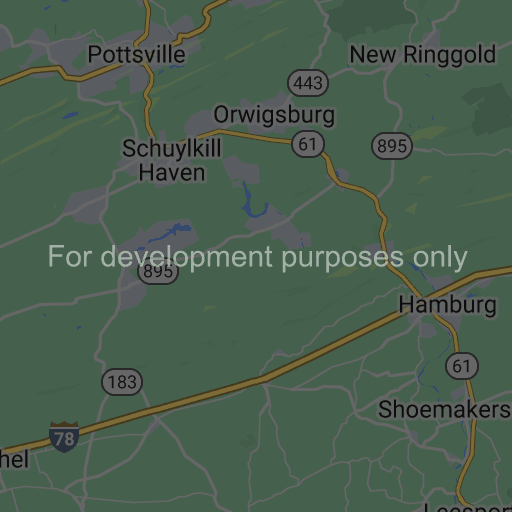 Pottsville
New Ringgold
443
Orwigsburg
61
895
Schuylkill
Haven
For development purposes only
895
Hamburg
61
183
Shoemakers
78
hel
Leesport